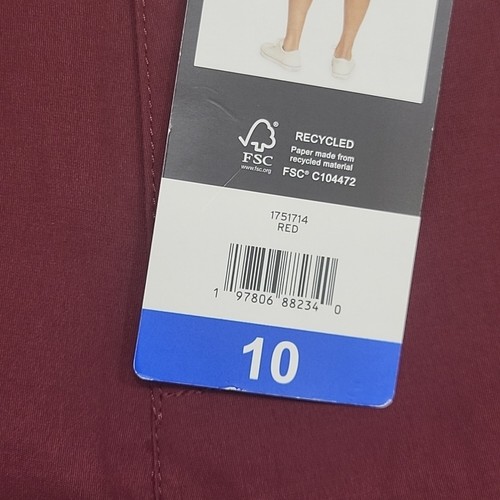 FSC®
www.fsc.org
RECYCLED
Paper made from
recycled material
FSC® C104472
1751714
RED
1 97806 88234 0
10